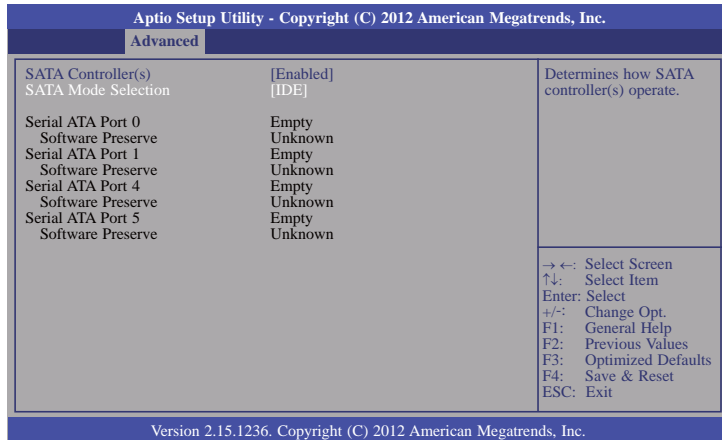 Aptio Setup Utility - Copyright (C) 2012 American Megatrends, Inc.
Advanced
SATA Controller(s) [Enabled]
SATA Mode Selection [IDE]
Serial ATA Port 0 Empty
Software Preserve Unknown
Serial ATA Port 1 Empty
Software Preserve Unknown
Serial ATA Port 4 Empty
Software Preserve Unknown
Serial ATA Port 5 Empty
Software Preserve Unknown
Determines how SATA
controller(s) operate.
→ ←: Select Screen
↑↓: Select Item
Enter: Select
+/-: Change Opt.
F1: General Help
F2: Previous Values
F3: Optimized Defaults
F4: Save & Reset
ESC: Exit
Version 2.15.1236. Copyright (C) 2012 American Megatrends, Inc.